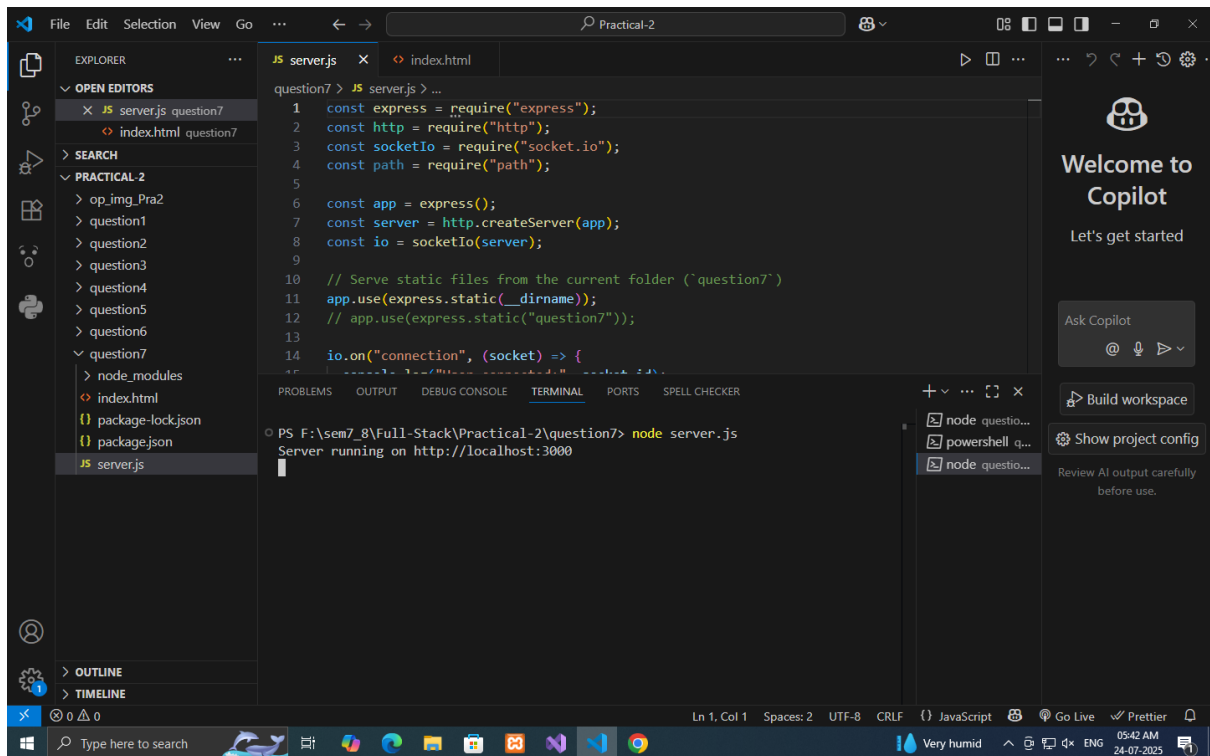 File Edit Selection View Go ··· Practical-2
EXPLORER
OPEN EDITORS
JS server.js question7
<> index.html question7
SEARCH
PRACTICAL-2
op_img_Pra2
question1
question2
question3
question4
question5
question6
question7
node_modules
<> index.html
{} package-lock.json
{} package.json
JS server.js
OUTLINE
TIMELINE
JS server.js <> index.html
question7 > JS server.js > ...
1 const express = require("express");
2 const http = require("http");
3 const socketIo = require("socket.io");
4 const path = require("path");
5
6 const app = express();
7 const server = http.createServer(app);
8 const io = socketIo(server);
9
10 // Serve static files from the current folder (`question7`)
11 app.use(express.static(__dirname));
12 // app.use(express.static("question7"));
13
14 io.on("connection", (socket) => {
PROBLEMS OUTPUT DEBUG CONSOLE TERMINAL PORTS SPELL CHECKER
PS F:\sem7_8\Full-Stack\Practical-2\question7> node server.js
Server running on http://localhost:3000
node questio...
powershell q...
node questio...
Welcome to
Copilot
Let's get started
Ask Copilot
Build workspace
Show project config
Review AI output carefully
before use.
1
0 0 Ln 1, Col 1 Spaces: 2 UTF-8 CRLF {} JavaScript Go Live Prettier
Type here to search Very humid ENG 05:42 AM
24-07-2025
1